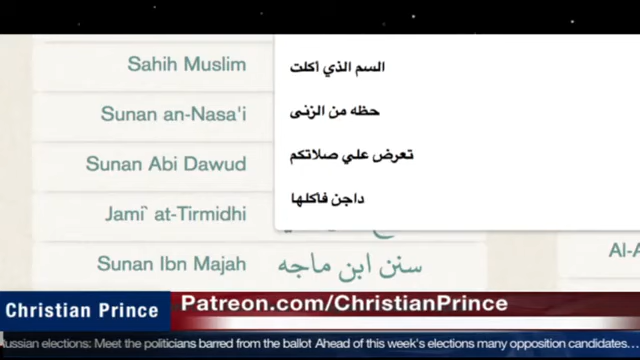 Sahih Muslim
Sunan an-Nasa'i
Sunan Abi Dawud
Jami` at-Tirmidhi
Sunan Ibn Majah
السم الذي اكلت
حظه من الزنى
تعرض علي صلاتكم
داجن فاكلها
سنن ابن ماجه
Al-A
Christian Prince
Patreon.com/ChristianPrince
ussian elections: Meet the politicians barred from the ballot Ahead of this week's elections many opposition candidates...